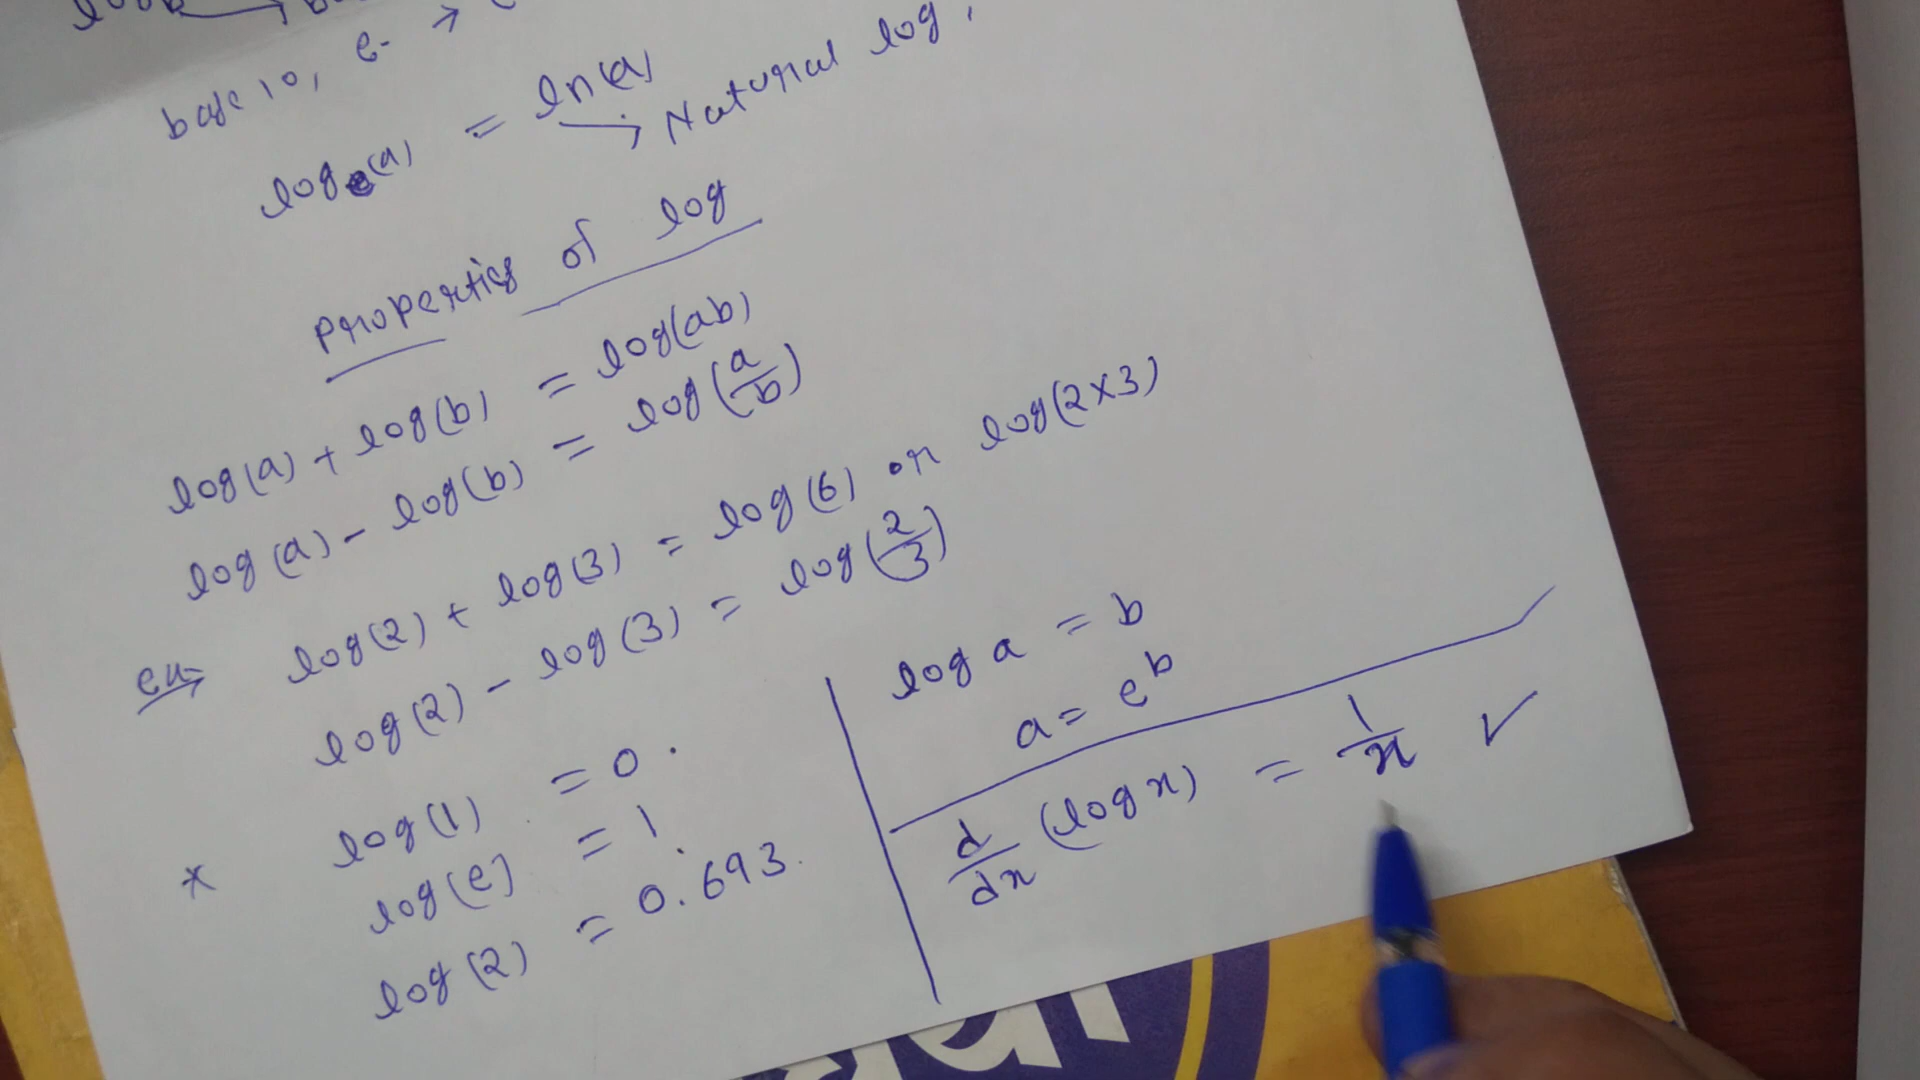 base 10, e →
logₑ(a) = ln(a) → Natural log.
Properties of log
log(a) + log(b) = log(ab)
log(a) - log(b) = log(a/b)
ex→ log(2) + log(3) = log(6) or log(2×3)
log(2) - log(3) = log(2/3)
* log(1) = 0.
log(e) = 1.
log(2) = 0.693.
log a = b
a = e^b
d/dx (log x) = 1/x ✓